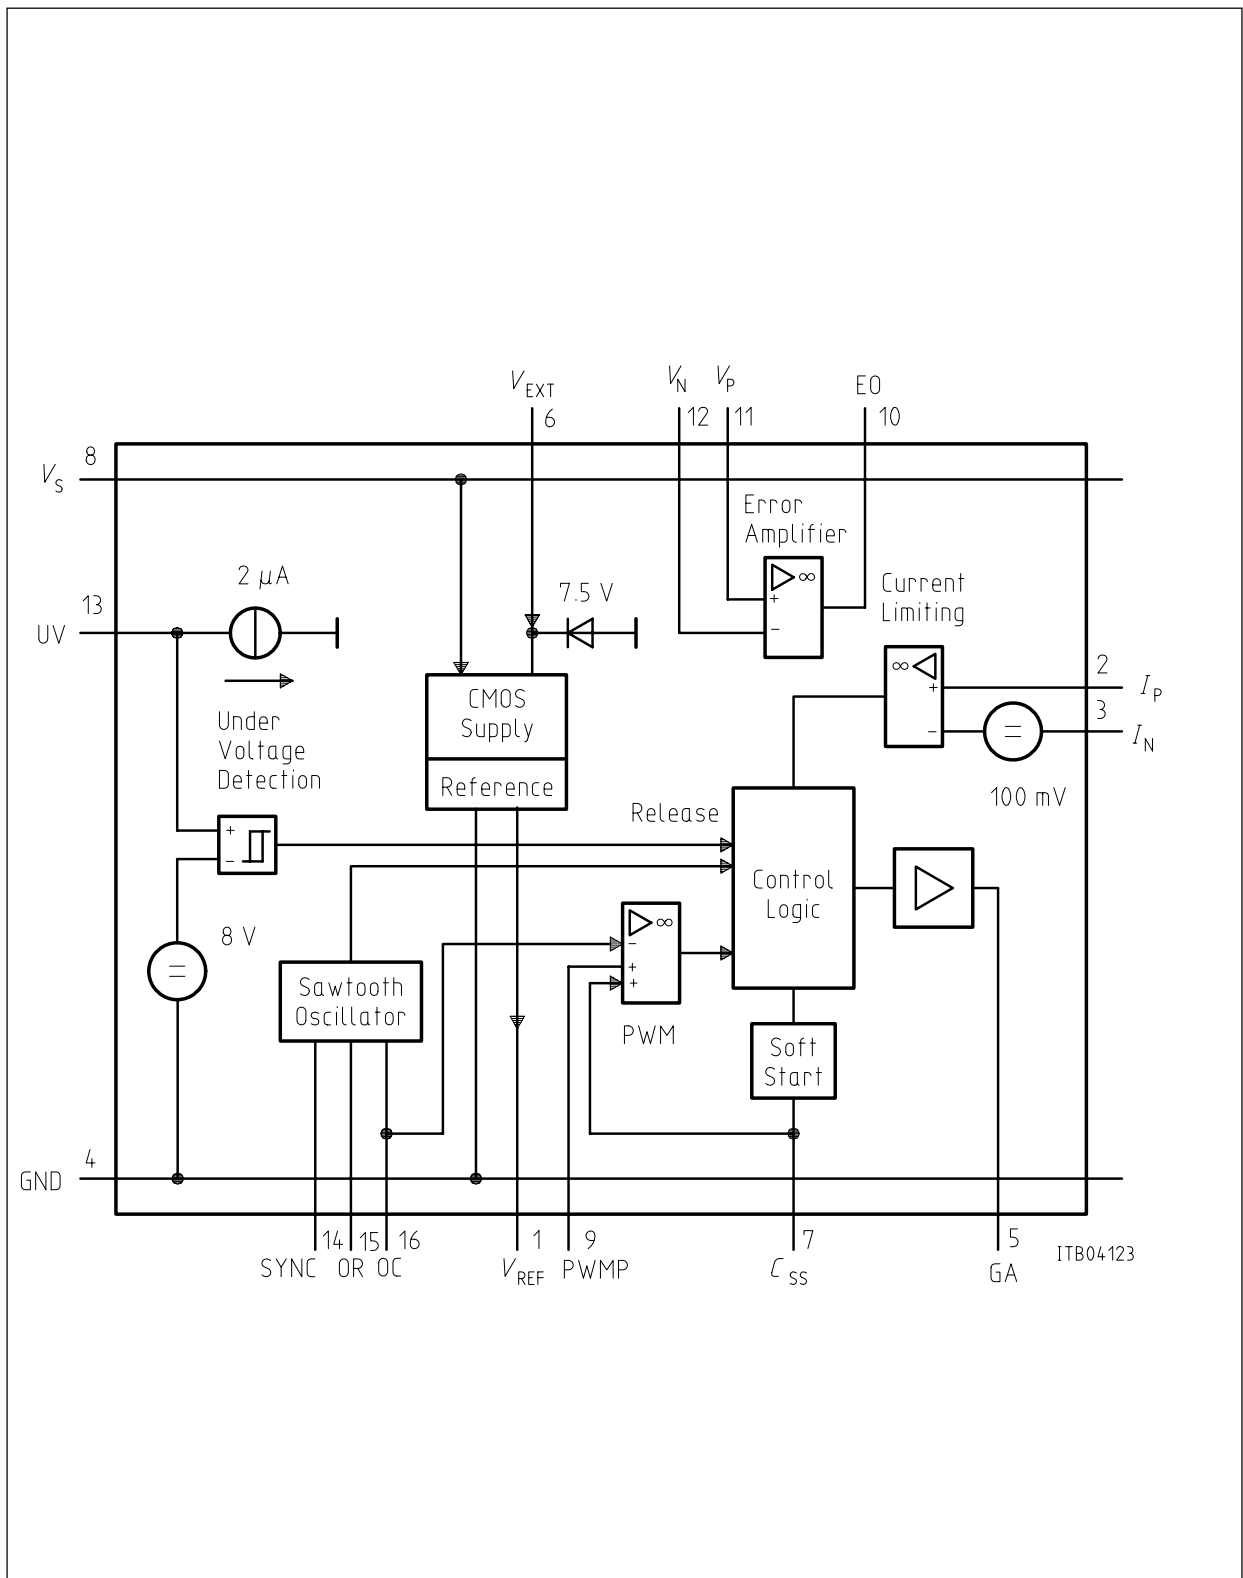 V_EXT
6
V_N
12
V_P
11
EO
10
V_S
8
Error
Amplifier
▷ ∞
+
−
2 µA
7.5 V
Current
Limiting
∞ ◁
+
−
UV
13
2
I_P
3
I_N
=
100 mV
CMOS
Supply
Reference
Under
Voltage
Detection
+
−
Release
Control
Logic
8 V
=
▷ ∞
−
+
+
PWM
Sawtooth
Oscillator
Soft
Start
GND
4
14
15
16
1
9
7
5
SYNC
OR
OC
V_REF
PWMP
C_SS
GA
ITB04123